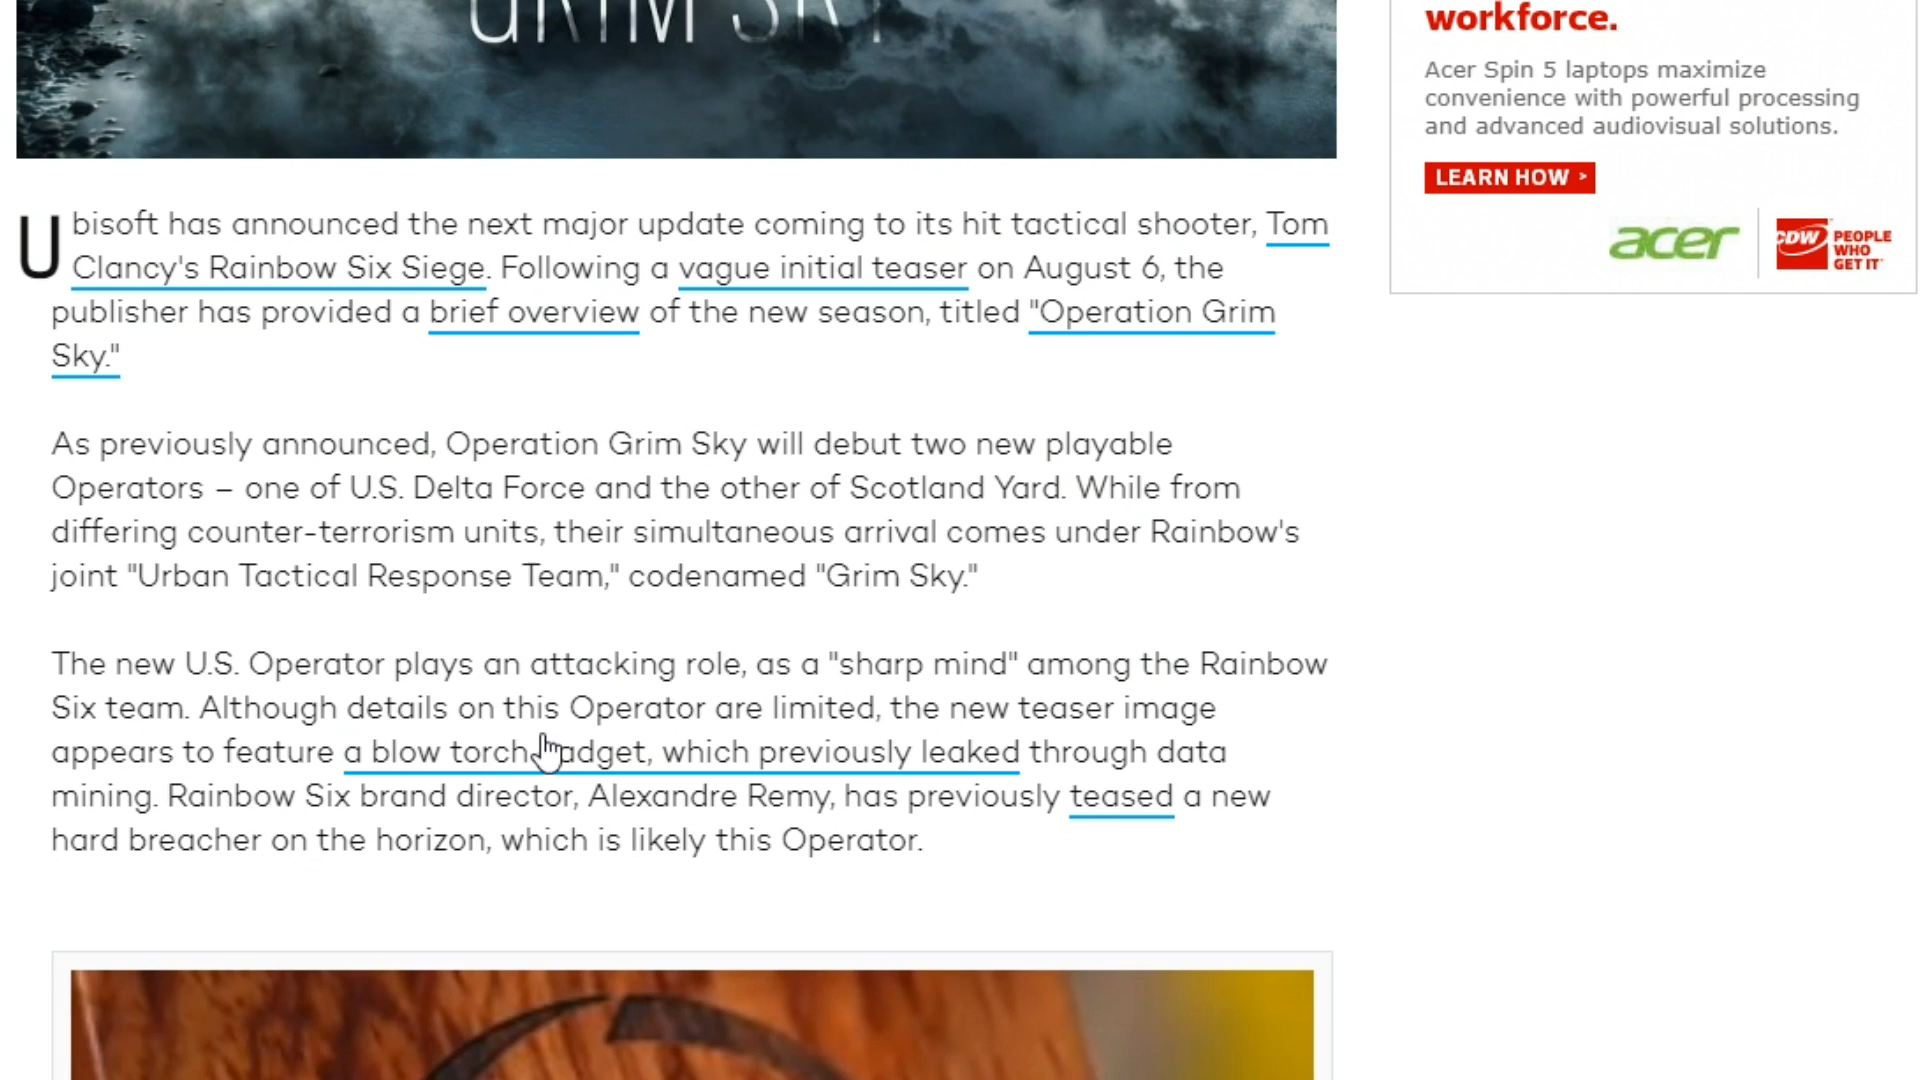 GRIM SKY
Ubisoft has announced the next major update coming to its hit tactical shooter, Tom
Clancy's Rainbow Six Siege. Following a vague initial teaser on August 6, the
publisher has provided a brief overview of the new season, titled "Operation Grim
Sky."
As previously announced, Operation Grim Sky will debut two new playable
Operators – one of U.S. Delta Force and the other of Scotland Yard. While from
differing counter-terrorism units, their simultaneous arrival comes under Rainbow's
joint "Urban Tactical Response Team," codenamed "Grim Sky."
The new U.S. Operator plays an attacking role, as a "sharp mind" among the Rainbow
Six team. Although details on this Operator are limited, the new teaser image
appears to feature a blow torch gadget, which previously leaked through data
mining. Rainbow Six brand director, Alexandre Remy, has previously teased a new
hard breacher on the horizon, which is likely this Operator.
workforce.
Acer Spin 5 laptops maximize
convenience with powerful processing
and advanced audiovisual solutions.
LEARN HOW >
acer
CDW
PEOPLE
WHO
GET IT